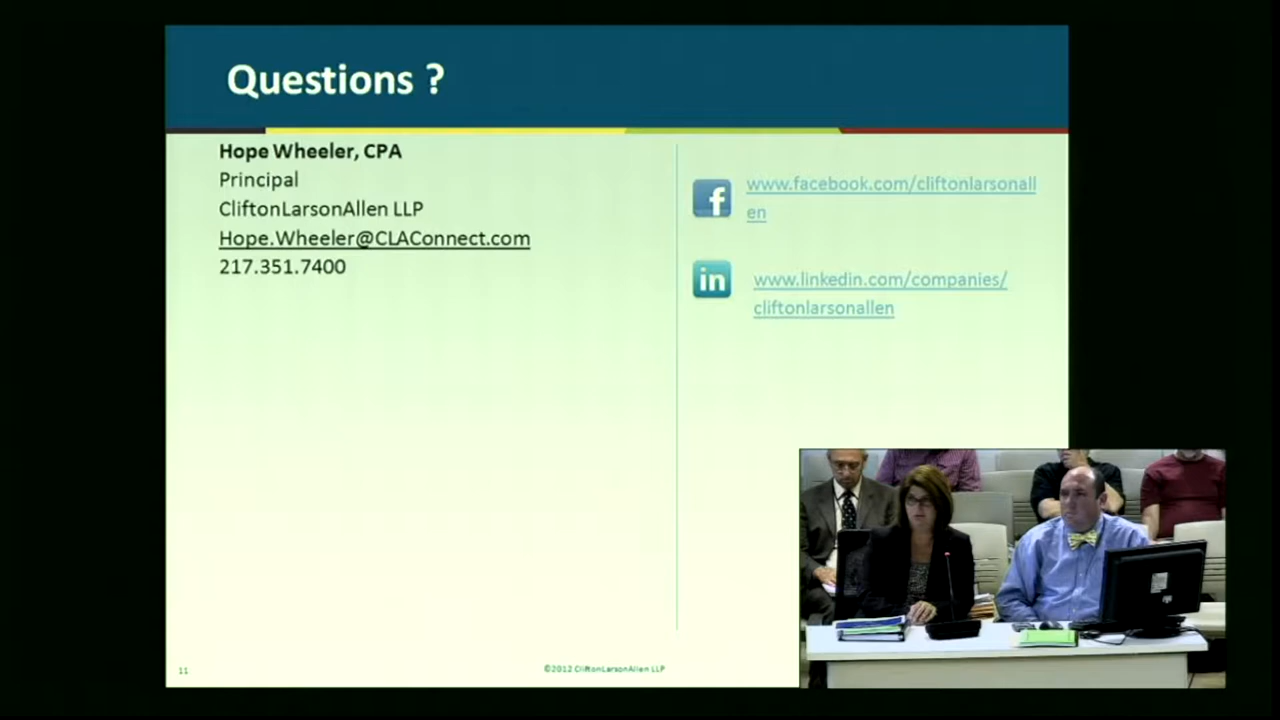 Questions ?
Hope Wheeler, CPA
Principal
CliftonLarsonAllen LLP
Hope.Wheeler@CLAConnect.com
217.351.7400
www.facebook.com/cliftonlarsonall
en
in
www.linkedin.com/companies/
cliftonlarsonallen
11
©2012 CliftonLarsonAllen LLP